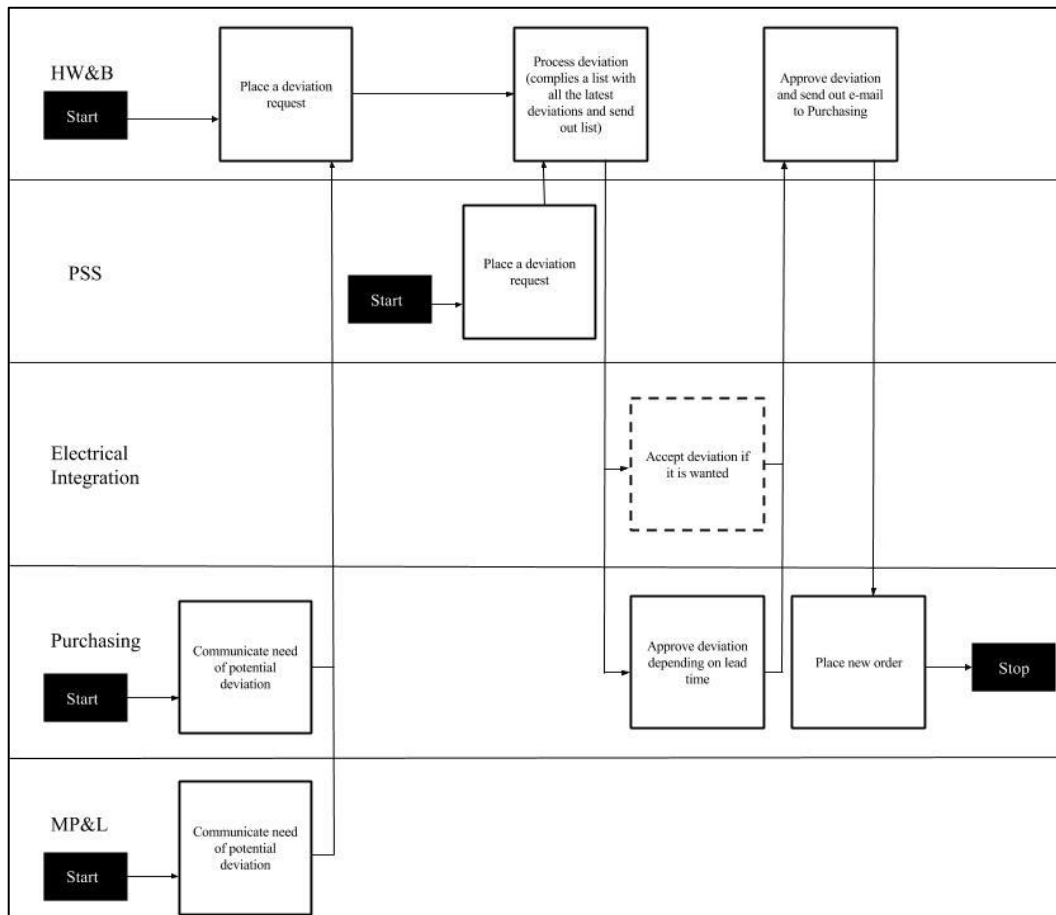 HW&B
Start
Place a deviation
request
Process deviation
(complies a list with
all the latest
deviations and send
out list)
Approve deviation
and send out e-mail
to Purchasing
PSS
Start
Place a deviation
request
Electrical
Integration
Accept deviation if
it is wanted
Purchasing
Start
Communicate need
of potential
deviation
Approve deviation
depending on lead
time
Place new order
Stop
MP&L
Start
Communicate need
of potential
deviation